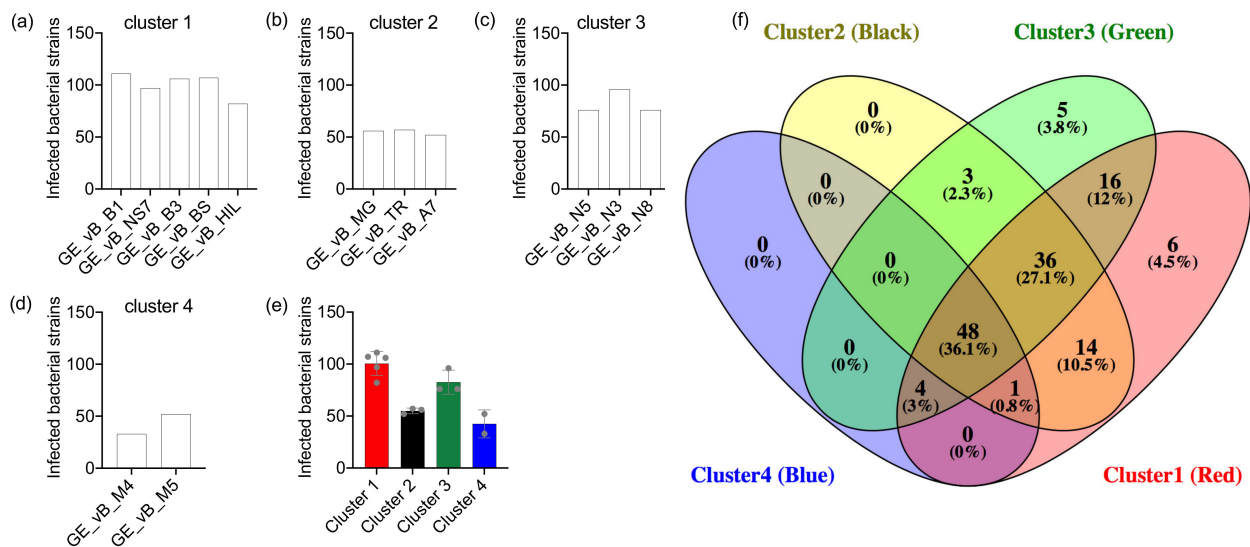 (a)
cluster 1
Infected bacterial strains
150
100
50
0
GE_vB_B1
GE_vB_NS7
GE_vB_B3
GE_vB_BS
GE_vB_HIL
(b)
cluster 2
Infected bacterial strains
150
100
50
0
GE_vB_MG
GE_vB_TR
GE_vB_A7
(c)
cluster 3
Infected bacterial strains
150
100
50
0
GE_vB_N5
GE_vB_N3
GE_vB_N8
(d)
cluster 4
Infected bacterial strains
150
100
50
0
GE_vB_M4
GE_vB_M5
(e)
Infected bacterial strains
150
100
50
0
Cluster 1
Cluster 2
Cluster 3
Cluster 4
(f)
Cluster2 (Black)
Cluster3 (Green)
0
(0%)
5
(3.8%)
0
(0%)
3
(2.3%)
16
(12%)
0
(0%)
0
(0%)
36
(27.1%)
6
(4.5%)
48
(36.1%)
0
(0%)
14
(10.5%)
4
(3%)
1
(0.8%)
0
(0%)
Cluster4 (Blue)
Cluster1 (Red)